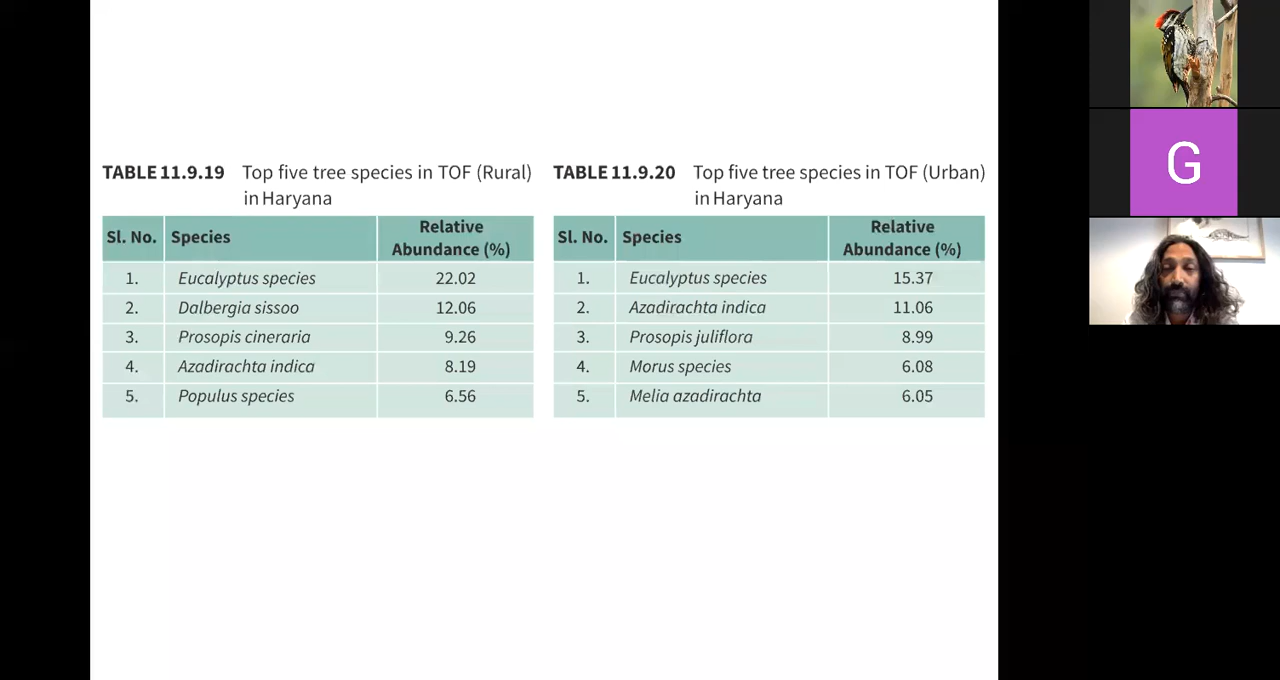 TABLE 11.9.19 Top five tree species in TOF (Rural)
in Haryana
Sl. No. Species Relative
Abundance (%)
1. Eucalyptus species 22.02
2. Dalbergia sissoo 12.06
3. Prosopis cineraria 9.26
4. Azadirachta indica 8.19
5. Populus species 6.56
TABLE 11.9.20 Top five tree species in TOF (Urban)
in Haryana
Sl. No. Species Relative
Abundance (%)
1. Eucalyptus species 15.37
2. Azadirachta indica 11.06
3. Prosopis juliflora 8.99
4. Morus species 6.08
5. Melia azadirachta 6.05
G